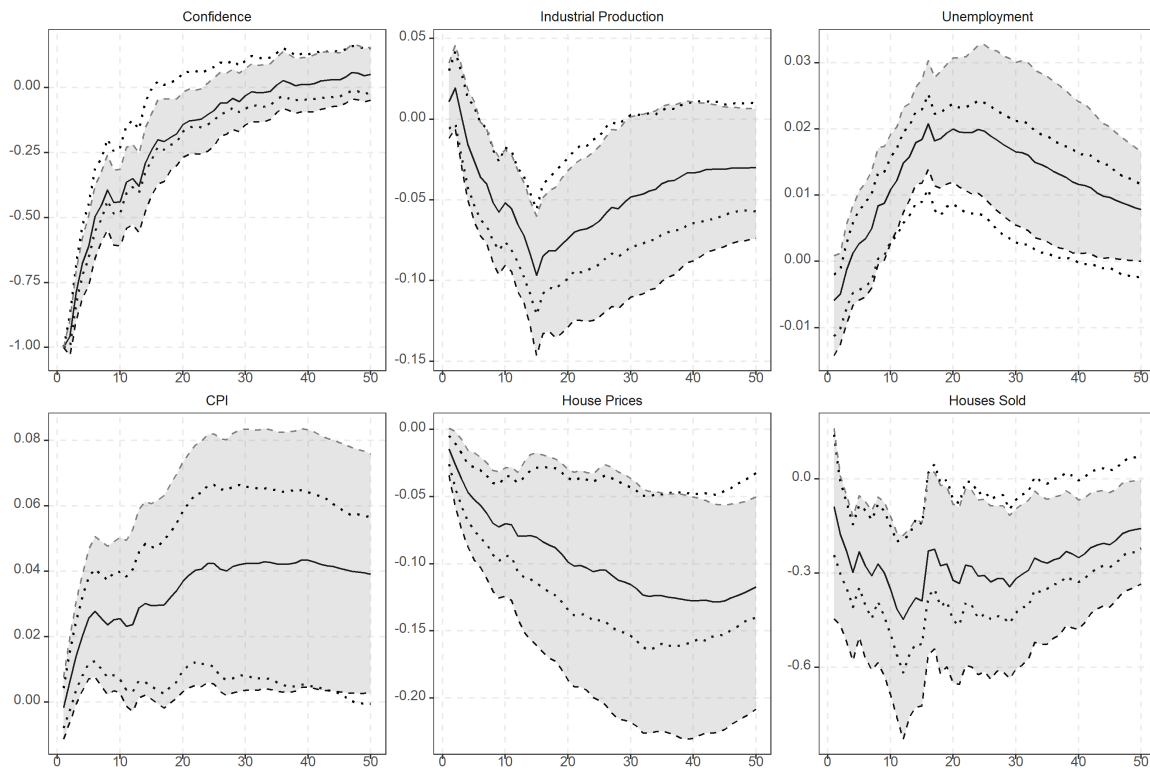 Confidence
Industrial Production
Unemployment
0.00
-0.25
-0.50
-0.75
-1.00
0 10 20 30 40 50
0.05
0.00
-0.05
-0.10
-0.15
0 10 20 30 40 50
0.03
0.02
0.01
0.00
-0.01
0 10 20 30 40 50
CPI
House Prices
Houses Sold
0.08
0.06
0.04
0.02
0.00
0 10 20 30 40 50
0.00
-0.05
-0.10
-0.15
-0.20
0 10 20 30 40 50
0.0
-0.3
-0.6
0 10 20 30 40 50